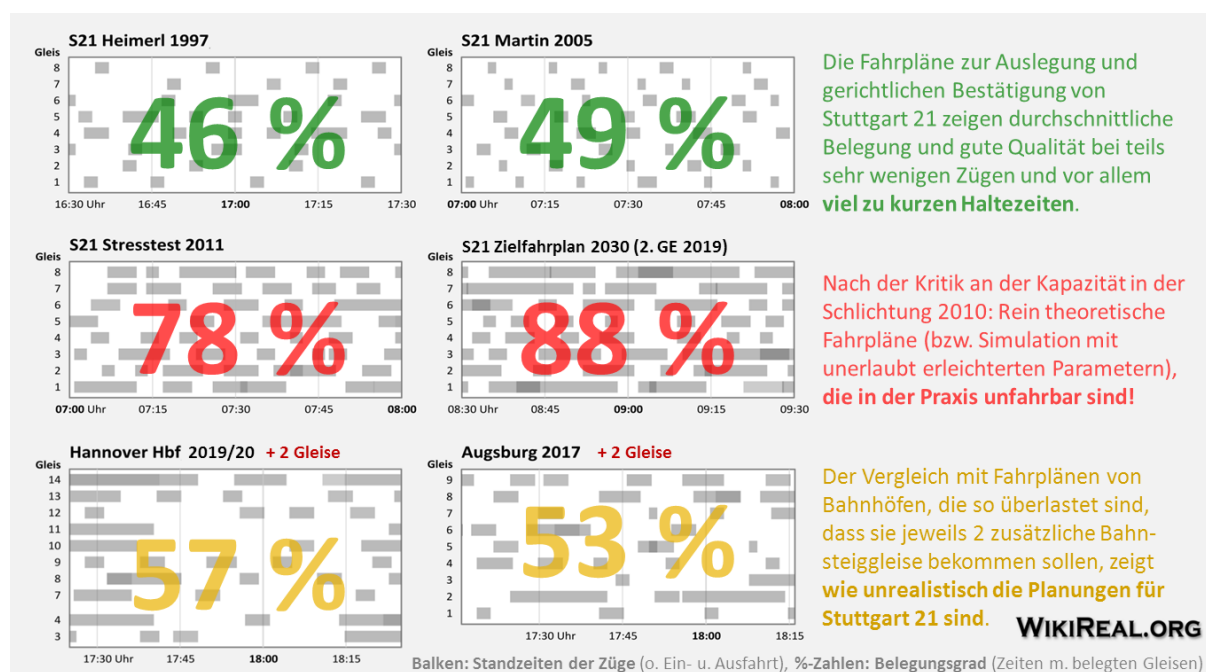 S21 Heimerl 1997
Gleis
8
7
6
5
4
3
2
1
46 %
16:30 Uhr 16:45 17:00 17:15 17:30
S21 Martin 2005
Gleis
8
7
6
5
4
3
2
1
49 %
07:00 Uhr 07:15 07:30 07:45 08:00
Die Fahrpläne zur Auslegung und
gerichtlichen Bestätigung von
Stuttgart 21 zeigen durchschnittliche
Belegung und gute Qualität bei teils
sehr wenigen Zügen und vor allem
viel zu kurzen Haltezeiten.
S21 Stresstest 2011
Gleis
8
7
6
5
4
3
2
1
78 %
07:00 Uhr 07:15 07:30 07:45 08:00
S21 Zielfahrplan 2030 (2. GE 2019)
Gleis
8
7
6
5
4
3
2
1
88 %
08:30 Uhr 08:45 09:00 09:15 09:30
Nach der Kritik an der Kapazität in der
Schlichtung 2010: Rein theoretische
Fahrpläne (bzw. Simulation mit
unerlaubt erleichterten Parametern),
die in der Praxis unfahrbar sind!
Hannover Hbf 2019/20 + 2 Gleise
Gleis
14
13
12
11
10
9
8
7
4
3
57 %
17:30 Uhr 17:45 18:00 18:15
Augsburg 2017 + 2 Gleise
Gleis
9
8
7
6
5
4
3
2
1
53 %
17:30 Uhr 17:45 18:00 18:15
Der Vergleich mit Fahrplänen von
Bahnhöfen, die so überlastet sind,
dass sie jeweils 2 zusätzliche Bahn-
steiggleise bekommen sollen, zeigt
wie unrealistisch die Planungen für
Stuttgart 21 sind.
WIKIREAL.ORG
Balken: Standzeiten der Züge (o. Ein- u. Ausfahrt), %-Zahlen: Belegungsgrad (Zeiten m. belegten Gleisen)